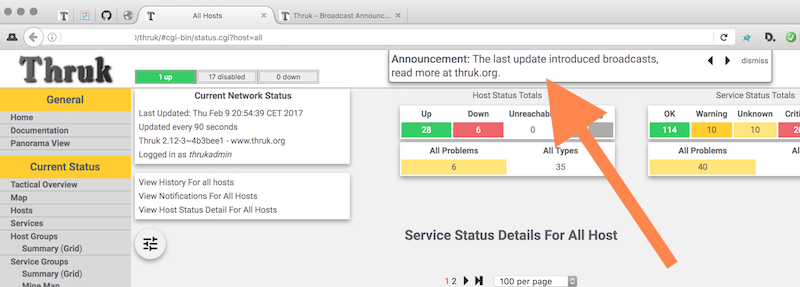 All Hosts
Thruk - Broadcast Announc...
/thruk/#cgi-bin/status.cgi?host=all
Thruk
1 up
17 disabled
0 down
Announcement: The last update introduced broadcasts,
read more at thruk.org.
dismiss
General
Home
Documentation
Panorama View
Current Status
Tactical Overview
Map
Hosts
Services
Host Groups
Summary (Grid)
Service Groups
Summary (Grid)
Mine Map
Current Network Status
Last Updated: Thu Feb 9 20:54:39 CET 2017
Updated every 90 seconds
Thruk 2.12-3~4b3bee1 - www.thruk.org
Logged in as thrukadmin
View History For all hosts
View Notifications For All Hosts
View Host Status Detail For All Hosts
Host Status Totals
Up Down Unreachable
28 6 0
All Problems All Types
6 35
Service Status Totals
OK Warning Unknown
114 10 10
All Problems
40
Service Status Details For All Host
1 2
100 per page